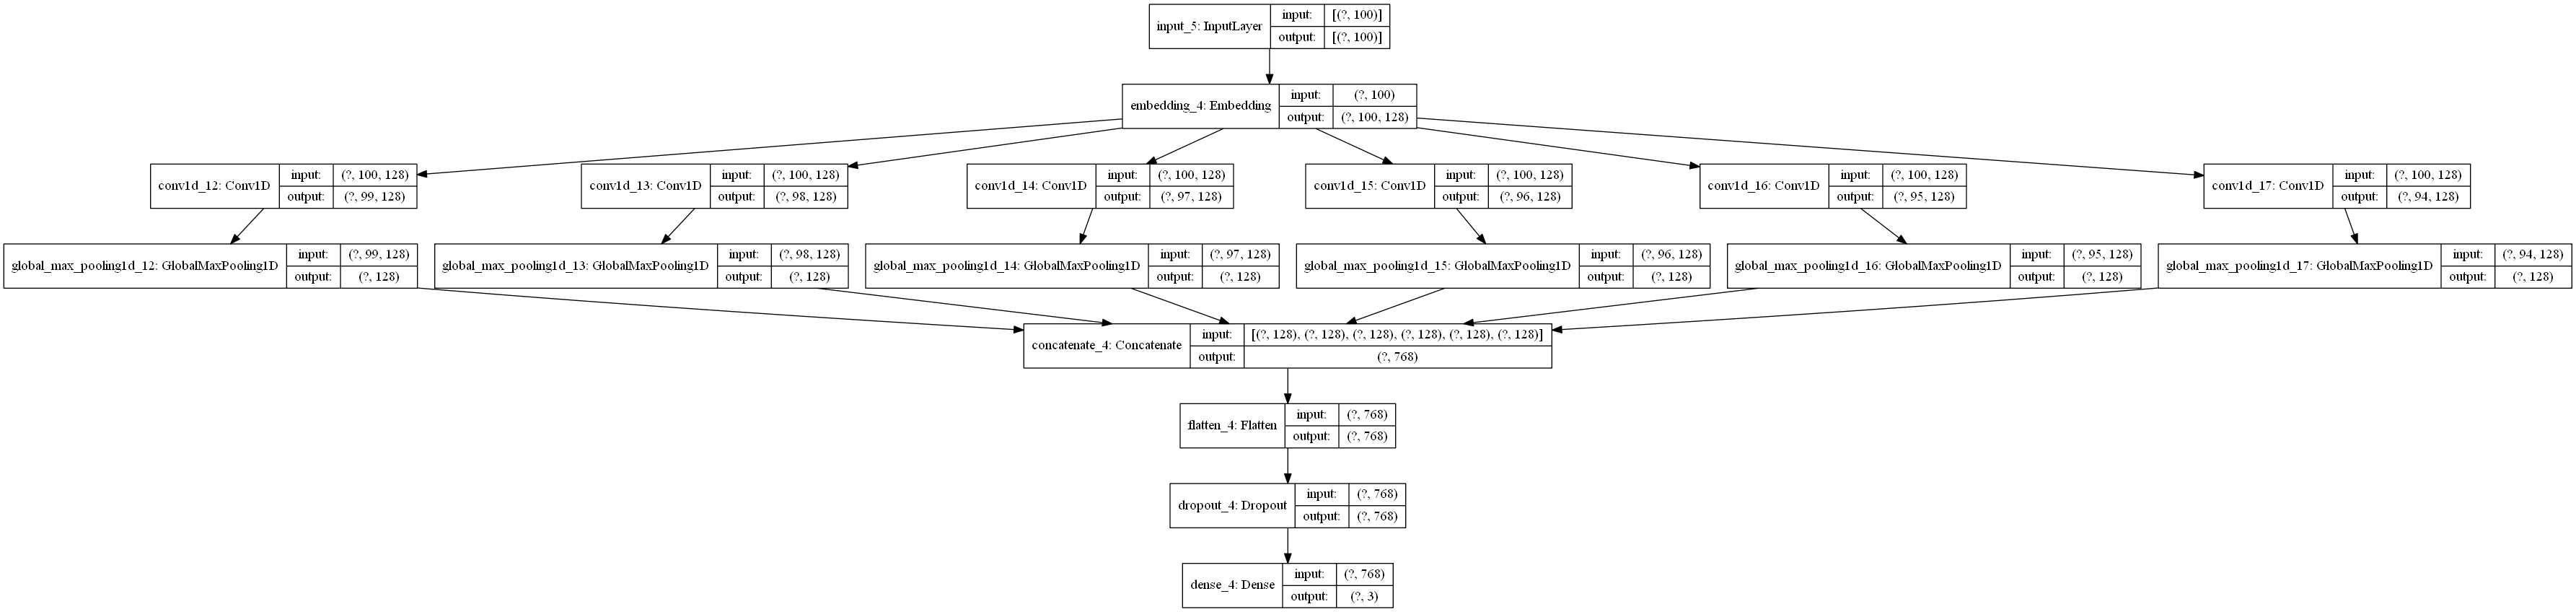 input_5: InputLayer input: [(?, 100)] output: [(?, 100)]
embedding_4: Embedding input: (?, 100) output: (?, 100, 128)
conv1d_12: Conv1D input: (?, 100, 128) output: (?, 99, 128)
conv1d_13: Conv1D input: (?, 100, 128) output: (?, 98, 128)
conv1d_14: Conv1D input: (?, 100, 128) output: (?, 97, 128)
conv1d_15: Conv1D input: (?, 100, 128) output: (?, 96, 128)
conv1d_16: Conv1D input: (?, 100, 128) output: (?, 95, 128)
conv1d_17: Conv1D input: (?, 100, 128) output: (?, 94, 128)
global_max_pooling1d_12: GlobalMaxPooling1D input: (?, 99, 128) output: (?, 128)
global_max_pooling1d_13: GlobalMaxPooling1D input: (?, 98, 128) output: (?, 128)
global_max_pooling1d_14: GlobalMaxPooling1D input: (?, 97, 128) output: (?, 128)
global_max_pooling1d_15: GlobalMaxPooling1D input: (?, 96, 128) output: (?, 128)
global_max_pooling1d_16: GlobalMaxPooling1D input: (?, 95, 128) output: (?, 128)
global_max_pooling1d_17: GlobalMaxPooling1D input: (?, 94, 128) output: (?, 128)
concatenate_4: Concatenate input: [(?, 128), (?, 128), (?, 128), (?, 128), (?, 128), (?, 128)] output: (?, 768)
flatten_4: Flatten input: (?, 768) output: (?, 768)
dropout_4: Dropout input: (?, 768) output: (?, 768)
dense_4: Dense input: (?, 768) output: (?, 3)